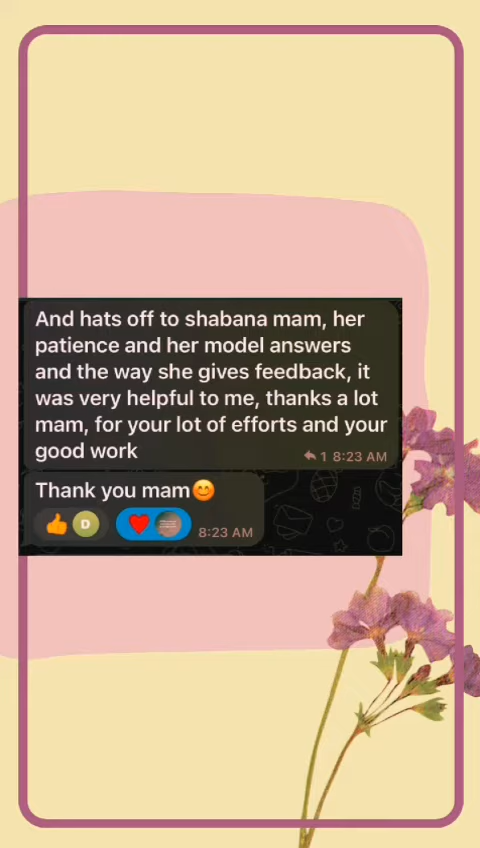 And hats off to shabana mam, her
patience and her model answers
and the way she gives feedback, it
was very helpful to me, thanks a lot
mam, for your lot of efforts and your
good work
1 8:23 AM
Thank you mam😊
D
8:23 AM